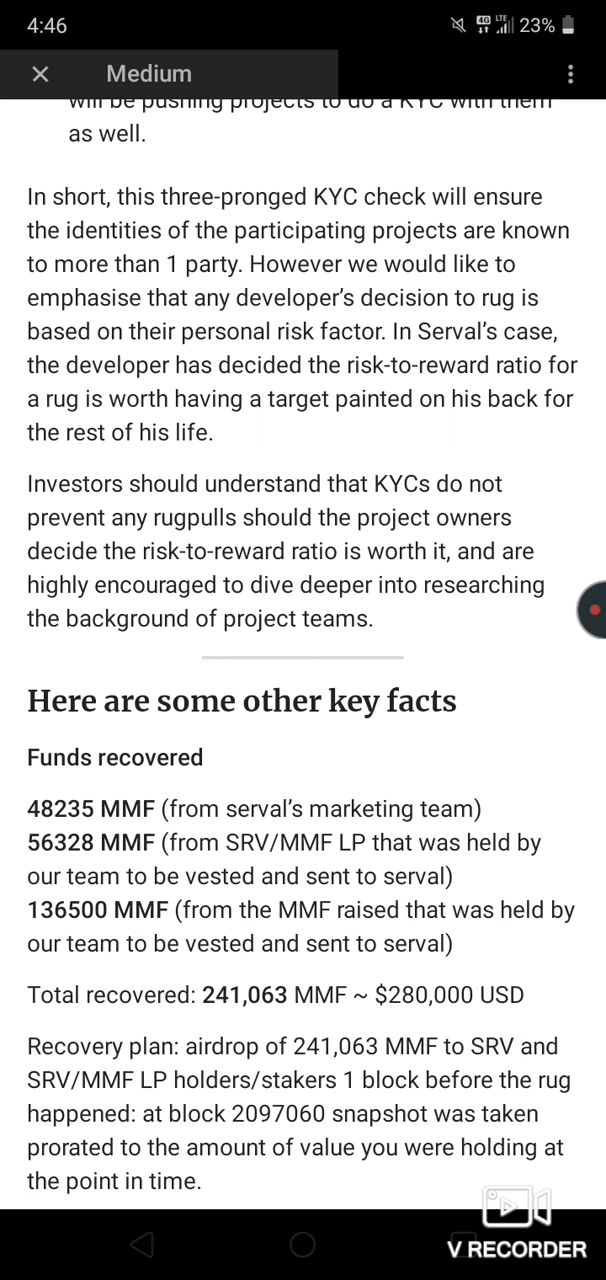 4:46
4G LTE 23%
Medium
will be pushing projects to do a KYC with them
as well.
In short, this three-pronged KYC check will ensure
the identities of the participating projects are known
to more than 1 party. However we would like to
emphasise that any developer’s decision to rug is
based on their personal risk factor. In Serval’s case,
the developer has decided the risk-to-reward ratio for
a rug is worth having a target painted on his back for
the rest of his life.
Investors should understand that KYCs do not
prevent any rugpulls should the project owners
decide the risk-to-reward ratio is worth it, and are
highly encouraged to dive deeper into researching
the background of project teams.
Here are some other key facts
Funds recovered
48235 MMF (from serval’s marketing team)
56328 MMF (from SRV/MMF LP that was held by
our team to be vested and sent to serval)
136500 MMF (from the MMF raised that was held by
our team to be vested and sent to serval)
Total recovered: 241,063 MMF ~ $280,000 USD
Recovery plan: airdrop of 241,063 MMF to SRV and
SRV/MMF LP holders/stakers 1 block before the rug
happened: at block 2097060 snapshot was taken
prorated to the amount of value you were holding at
the point in time.
V RECORDER